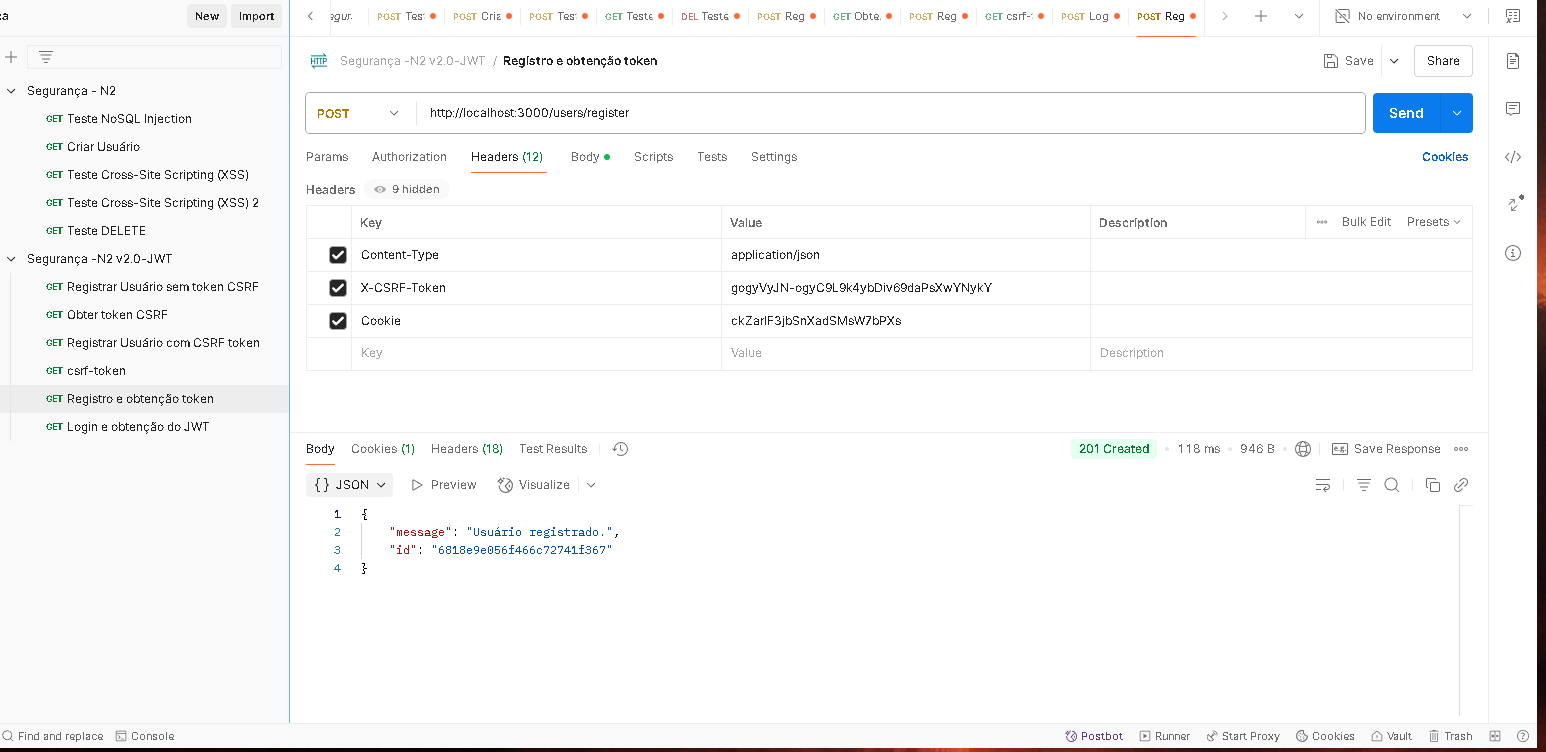 ca New Import
egur. POST Test POST Cria POST Test GET Teste DEL Teste POST Reg GET Obte. POST Reg GET csrf-t POST Log POST Reg No environment
Segurança -N2 v2.0-JWT / Registro e obtenção token Save Share
Segurança - N2
GET Teste NoSQL Injection
GET Criar Usuário
GET Teste Cross-Site Scripting (XSS)
GET Teste Cross-Site Scripting (XSS) 2
GET Teste DELETE
Segurança -N2 v2.0-JWT
GET Registrar Usuário sem token CSRF
GET Obter token CSRF
GET Registrar Usuário com CSRF token
GET csrf-token
GET Registro e obtenção token
GET Login e obtenção do JWT
HTTP
POST http://localhost:3000/users/register Send
Params Authorization Headers (12) Body Scripts Tests Settings Cookies
Headers 9 hidden
Key Value Description Bulk Edit Presets
Content-Type application/json
X-CSRF-Token gogyVyJN-ogyC9L9k4ybDiv69daPsXwYNykY
Cookie ckZarlF3jbSnXadSMsW7bPXs
Key Value Description
Body Cookies (1) Headers (18) Test Results 201 Created 118 ms 946 B e.g. Save Response
{} JSON Preview Visualize
1 {
2 "message": "Usuário registrado.",
3 "id": "6818e9e056f466c72741f367"
4 }
Find and replace Console Postbot Runner Start Proxy Cookies Vault Trash